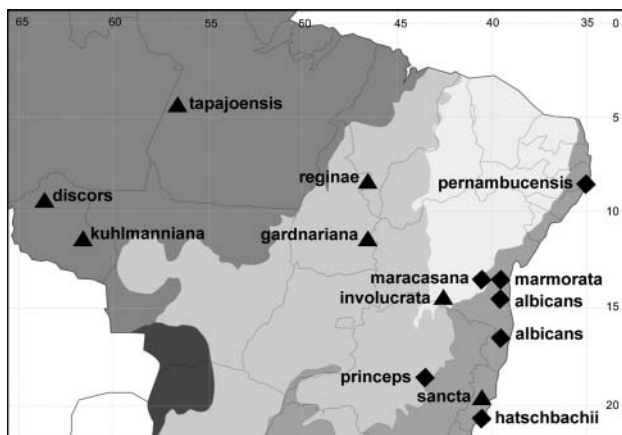 65 60 55 50 45 40 35 0
tapajoensis
5
reginae
pernambucensis
discors
10
kuhlmanniana
gardnariana
maracasana
marmorata
involucrata
albicans
15
albicans
princeps
sancta
20
hatschbachii